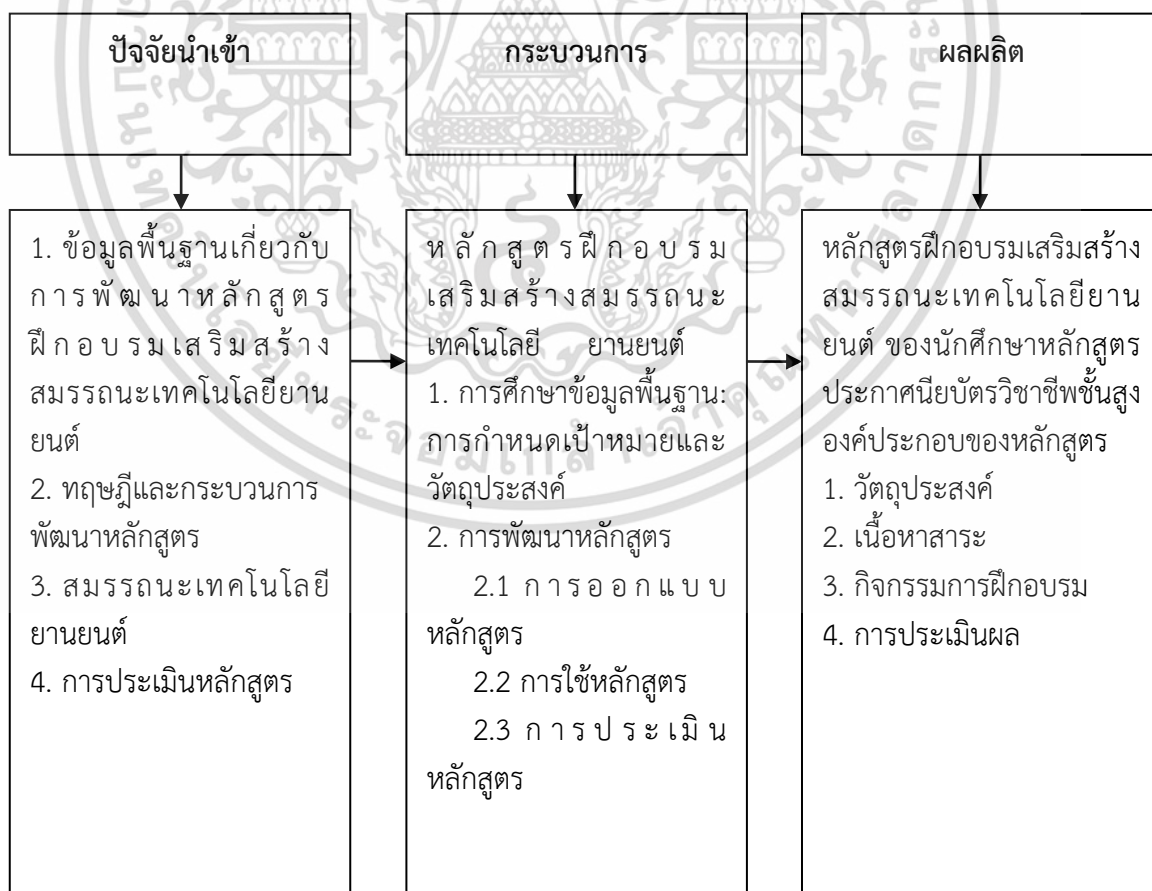 ปัจจัยนำเข้า
กระบวนการ
ผลผลิต
1. ข้อมูลพื้นฐานเกี่ยวกับ
การพัฒนาหลักสูตร
ฝึกอบรมเสริมสร้าง
สมรรถนะเทคโนโลยียาน
ยนต์
2. ทฤษฎีและกระบวนการ
พัฒนาหลักสูตร
3. สมรรถนะเทคโนโลยี
ยานยนต์
4. การประเมินหลักสูตร
หลักสูตรฝึกอบรม
เสริมสร้างสมรรถนะ
เทคโนโลยี ยานยนต์
1. การศึกษาข้อมูลพื้นฐาน:
การกำหนดเป้าหมายและ
วัตถุประสงค์
2. การพัฒนาหลักสูตร
2.1 การออกแบบ
หลักสูตร
2.2 การใช้หลักสูตร
2.3 การประเมิน
หลักสูตร
หลักสูตรฝึกอบรมเสริมสร้าง
สมรรถนะเทคโนโลยียาน
ยนต์ ของนักศึกษาหลักสูตร
ประกาศนียบัตรวิชาชีพชั้นสูง
องค์ประกอบของหลักสูตร
1. วัตถุประสงค์
2. เนื้อหาสาระ
3. กิจกรรมการฝึกอบรม
4. การประเมินผล